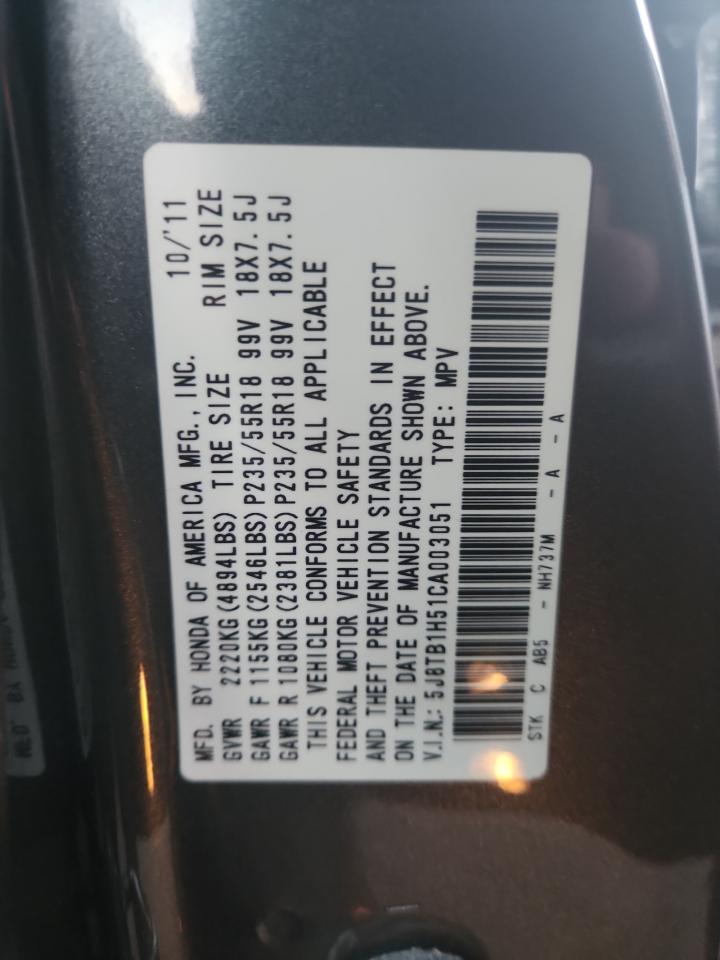 MFD. BY HONDA OF AMERICA MFG., INC. 10/'11
GVWR 2220KG(4894LBS) TIRE SIZE RIM SIZE
GAWR F 1155KG(2546LBS)P235/55R18 99V 18X7.5J
GAWR R 1080KG(2381LBS)P235/55R18 99V 18X7.5J
THIS VEHICLE CONFORMS TO ALL APPLICABLE
FEDERAL MOTOR VEHICLE SAFETY
AND THEFT PREVENTION STANDARDS IN EFFECT
ON THE DATE OF MANUFACTURE SHOWN ABOVE.
V.I.N.: 5J8TB1H51CA003051 TYPE: MPV
STK C AB5 - NH737M - A - A